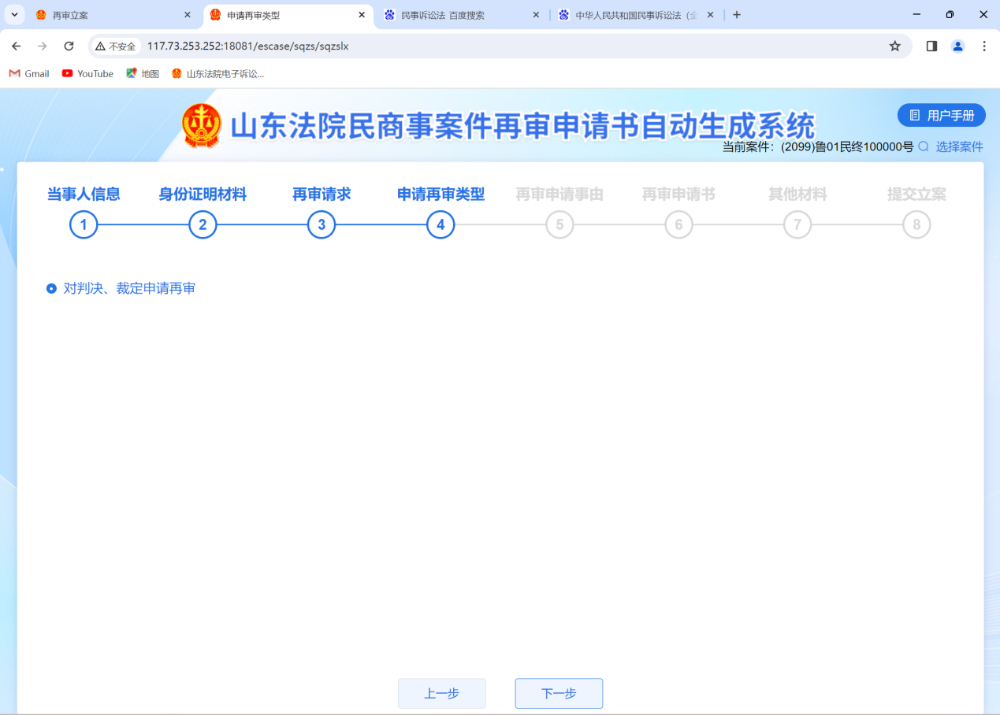 再审立案
申请再审类型
民事诉讼法 百度搜索
中华人民共和国民事诉讼法（全
不安全
117.73.253.252:18081/escase/sqzs/sqzslx
Gmail
YouTube
地图
山东法院电子诉讼...
山东法院民商事案件再审申请书自动生成系统
用户手册
当前案件：(2099)鲁01民终100000号
选择案件
当事人信息
身份证明材料
再审请求
申请再审类型
再审申请事由
再审申请书
其他材料
提交立案
1
2
3
4
5
6
7
8
对判决、裁定申请再审
上一步
下一步